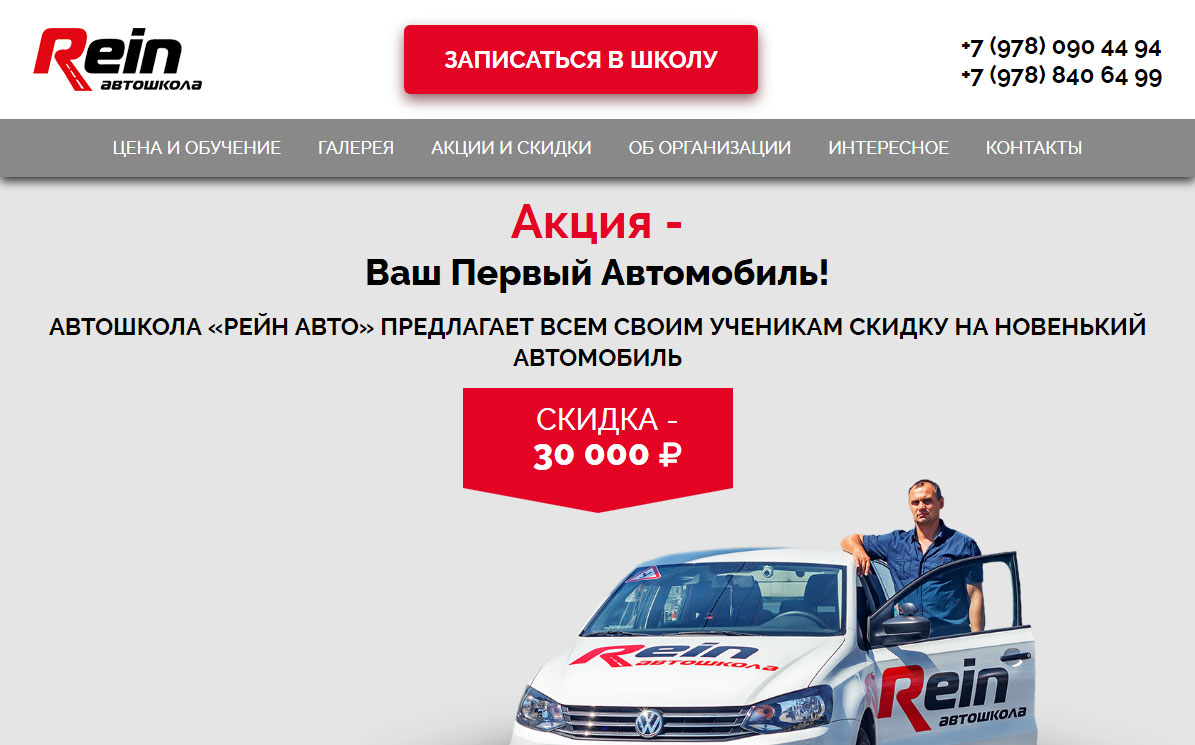 Rein
автошкола
ЗАПИСАТЬСЯ В ШКОЛУ
+7 (978) 090 44 94
+7 (978) 840 64 99
ЦЕНА И ОБУЧЕНИЕ ГАЛЕРЕЯ АКЦИИ И СКИДКИ ОБ ОРГАНИЗАЦИИ ИНТЕРЕСНОЕ КОНТАКТЫ
Акция -
Ваш Первый Автомобиль!
АВТОШКОЛА «РЕЙН АВТО» ПРЕДЛАГАЕТ ВСЕМ СВОИМ УЧЕНИКАМ СКИДКУ НА НОВЕНЬКИЙ
АВТОМОБИЛЬ
СКИДКА -
30 000 ₽
Rein
автошкола
Rein
автошкола